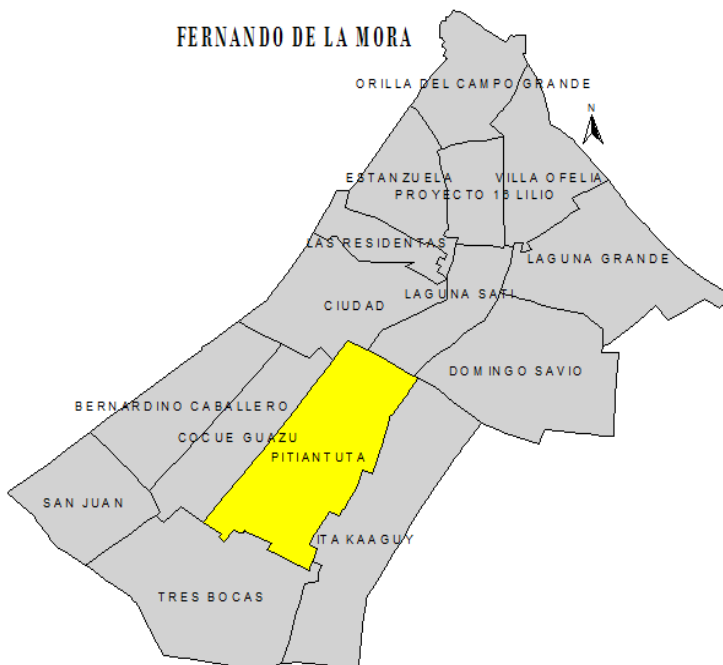 FERNANDO DE LA MORA
ORILLA DEL CAMPO GRANDE
N
ESTANZUELA
VILLA OFELIA
PROYECTO 16 LILIO
LAS RESIDENTAS
LAGUNA GRANDE
LAGUNA SATI
CIUDAD
DOMINGO SAVIO
BERNARDINO CABALLERO
COCUE GUAZU
PITIANTUTA
SAN JUAN
ITA KAAGUY
TRES BOCAS